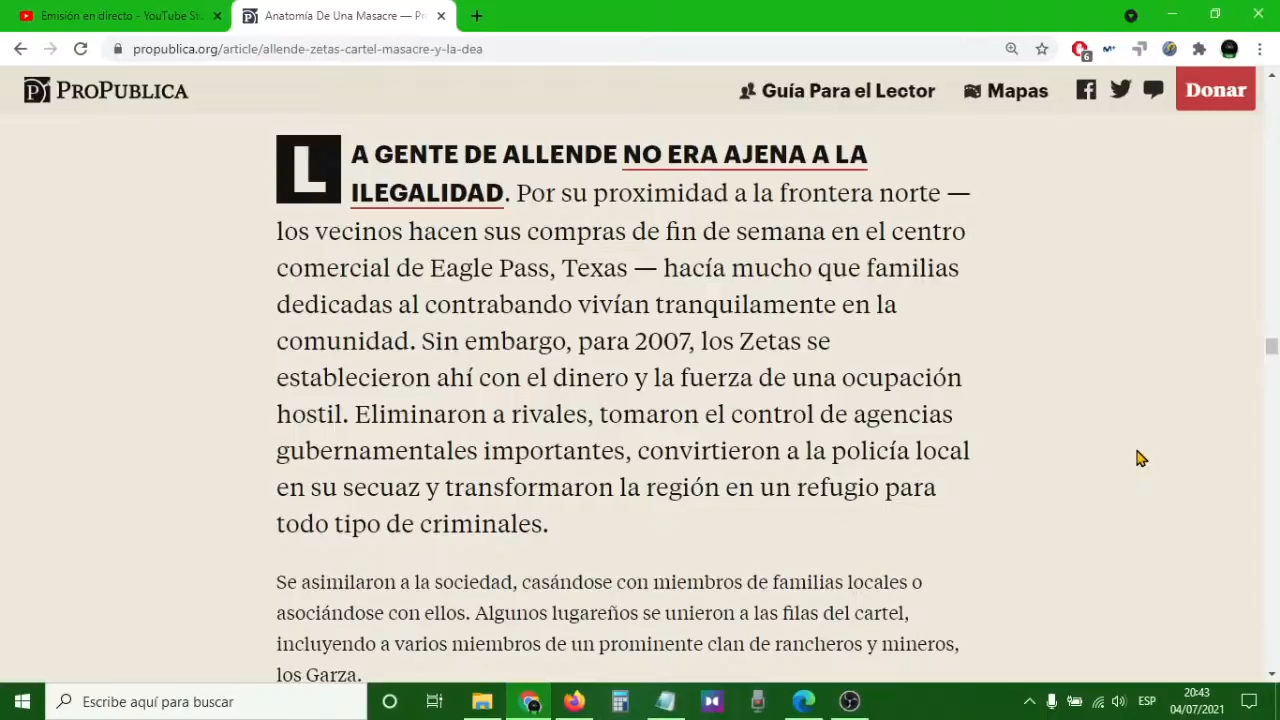 Emisión en directo - YouTube St
Anatomía De Una Masacre — Pr
propublica.org/article/allende-zetas-cartel-masacre-y-la-dea
6
PROPUBLICA
Guía Para el Lector
Mapas
Donar
LA GENTE DE ALLENDE NO ERA AJENA A LA
ILEGALIDAD. Por su proximidad a la frontera norte —
los vecinos hacen sus compras de fin de semana en el centro
comercial de Eagle Pass, Texas — hacía mucho que familias
dedicadas al contrabando vivían tranquilamente en la
comunidad. Sin embargo, para 2007, los Zetas se
establecieron ahí con el dinero y la fuerza de una ocupación
hostil. Eliminaron a rivales, tomaron el control de agencias
gubernamentales importantes, convirtieron a la policía local
en su secuaz y transformaron la región en un refugio para
todo tipo de criminales.
Se asimilaron a la sociedad, casándose con miembros de familias locales o
asociándose con ellos. Algunos lugareños se unieron a las filas del cartel,
incluyendo a varios miembros de un prominente clan de rancheros y mineros,
los Garza.
Escribe aquí para buscar
ESP
20:43
04/07/2021